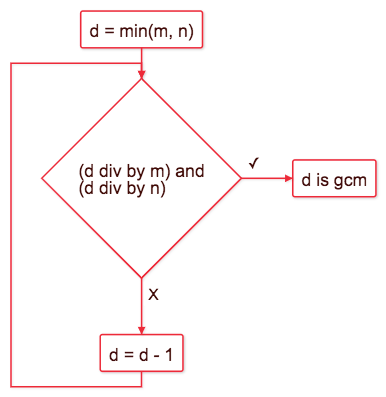 d = min(m, n)
(d div by m) and
(d div by n)
✓
d is gcm
X
d = d - 1